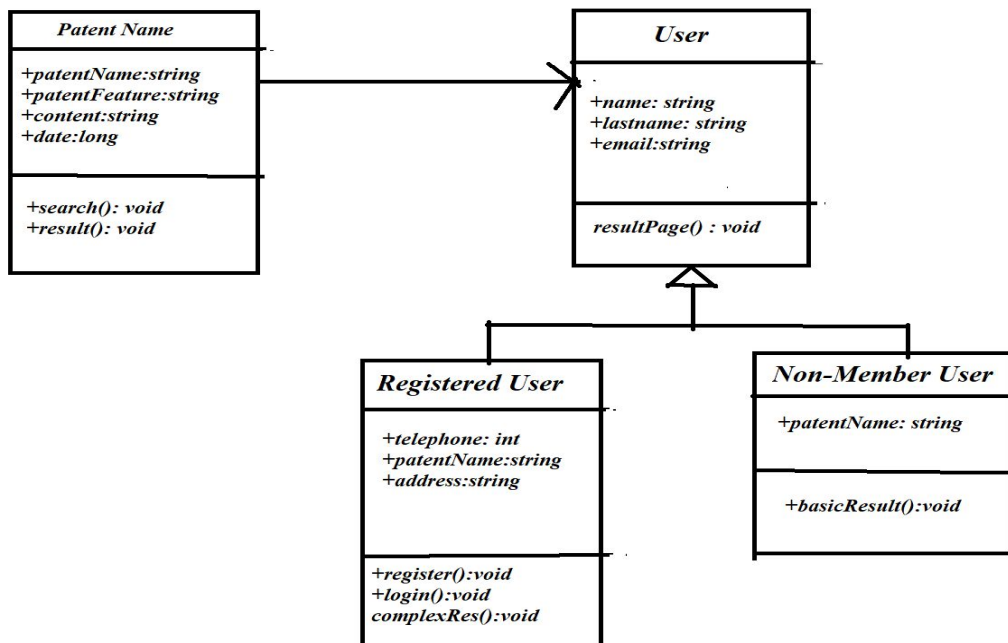 Patent Name
+patentName:string
+patentFeature:string
+content:string
+date:long
+search(): void
+result(): void
User
+name: string
+lastname: string
+email:string
resultPage() : void
Registered User
+telephone: int
+patentName:string
+address:string
+register():void
+login():void
complexRes():void
Non-Member User
+patentName: string
+basicResult():void